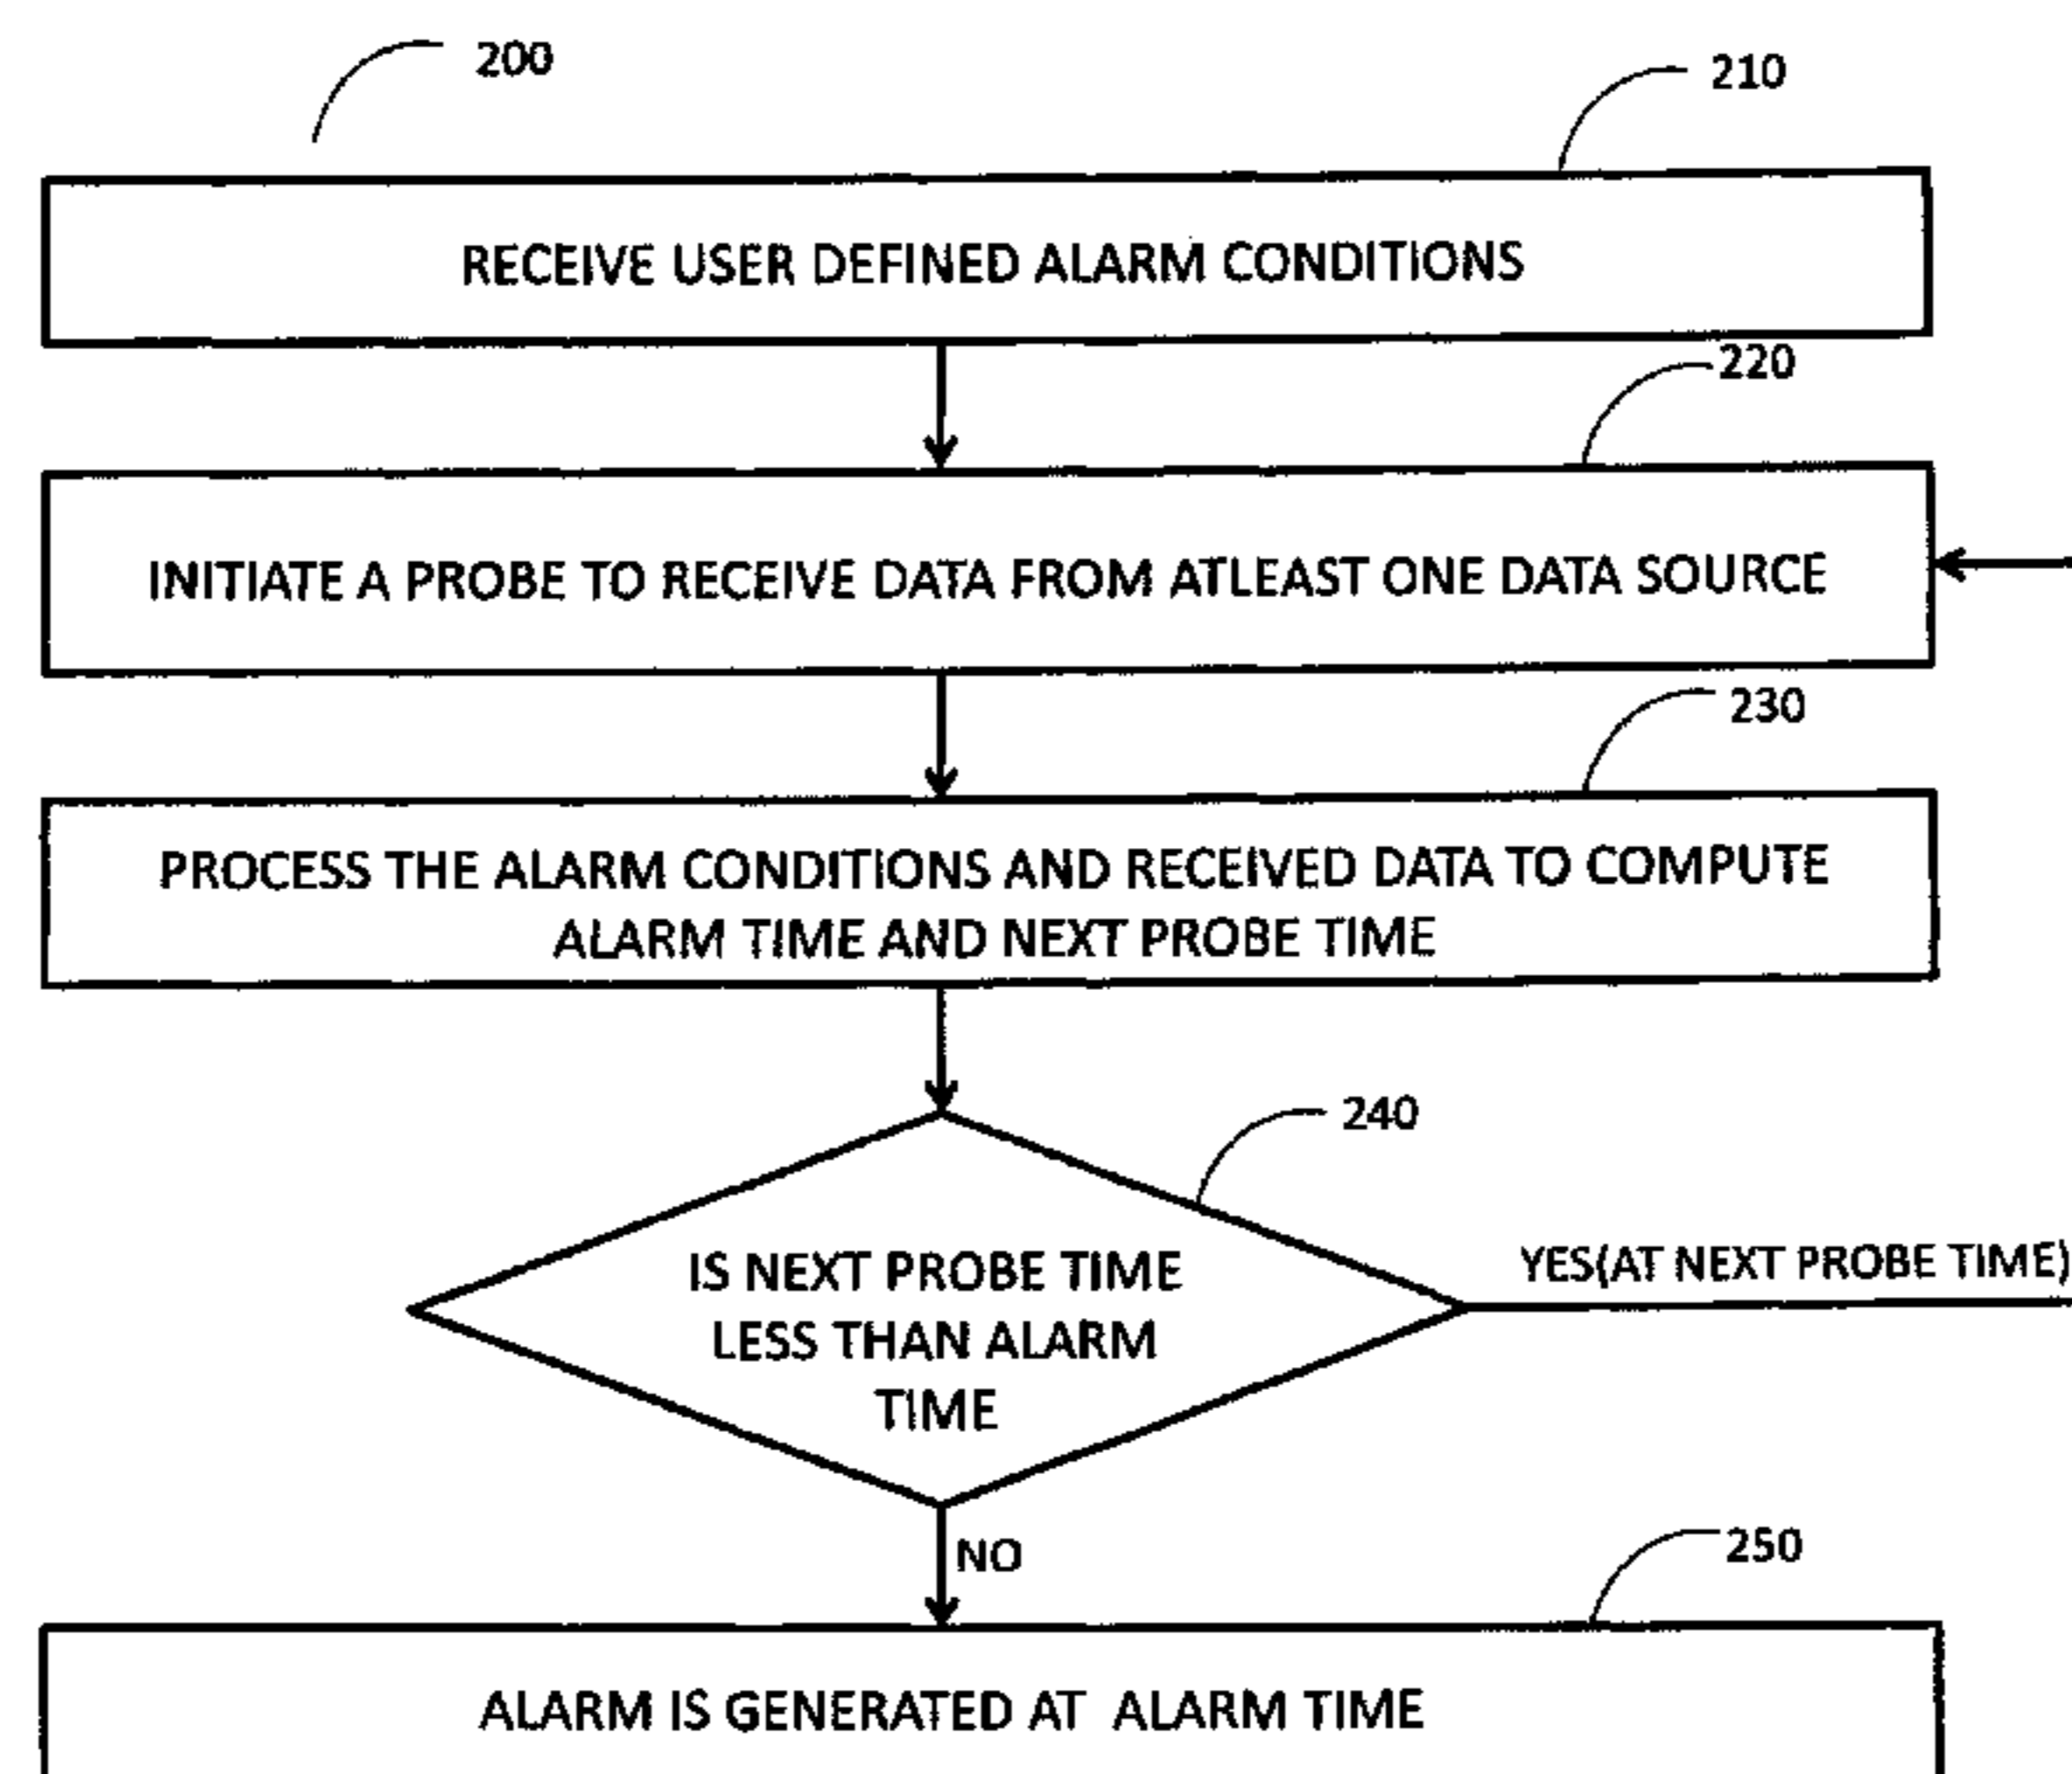 200
210
RECEIVE USER DEFINED ALARM CONDITIONS
220
INITIATE A PROBE TO RECEIVE DATA FROM ATLEAST ONE DATA SOURCE
230
PROCESS THE ALARM CONDITIONS AND RECEIVED DATA TO COMPUTE
ALARM TIME AND NEXT PROBE TIME
240
IS NEXT PROBE TIME
LESS THAN ALARM
TIME
YES(AT NEXT PROBE TIME)
NO
250
ALARM IS GENERATED AT ALARM TIME